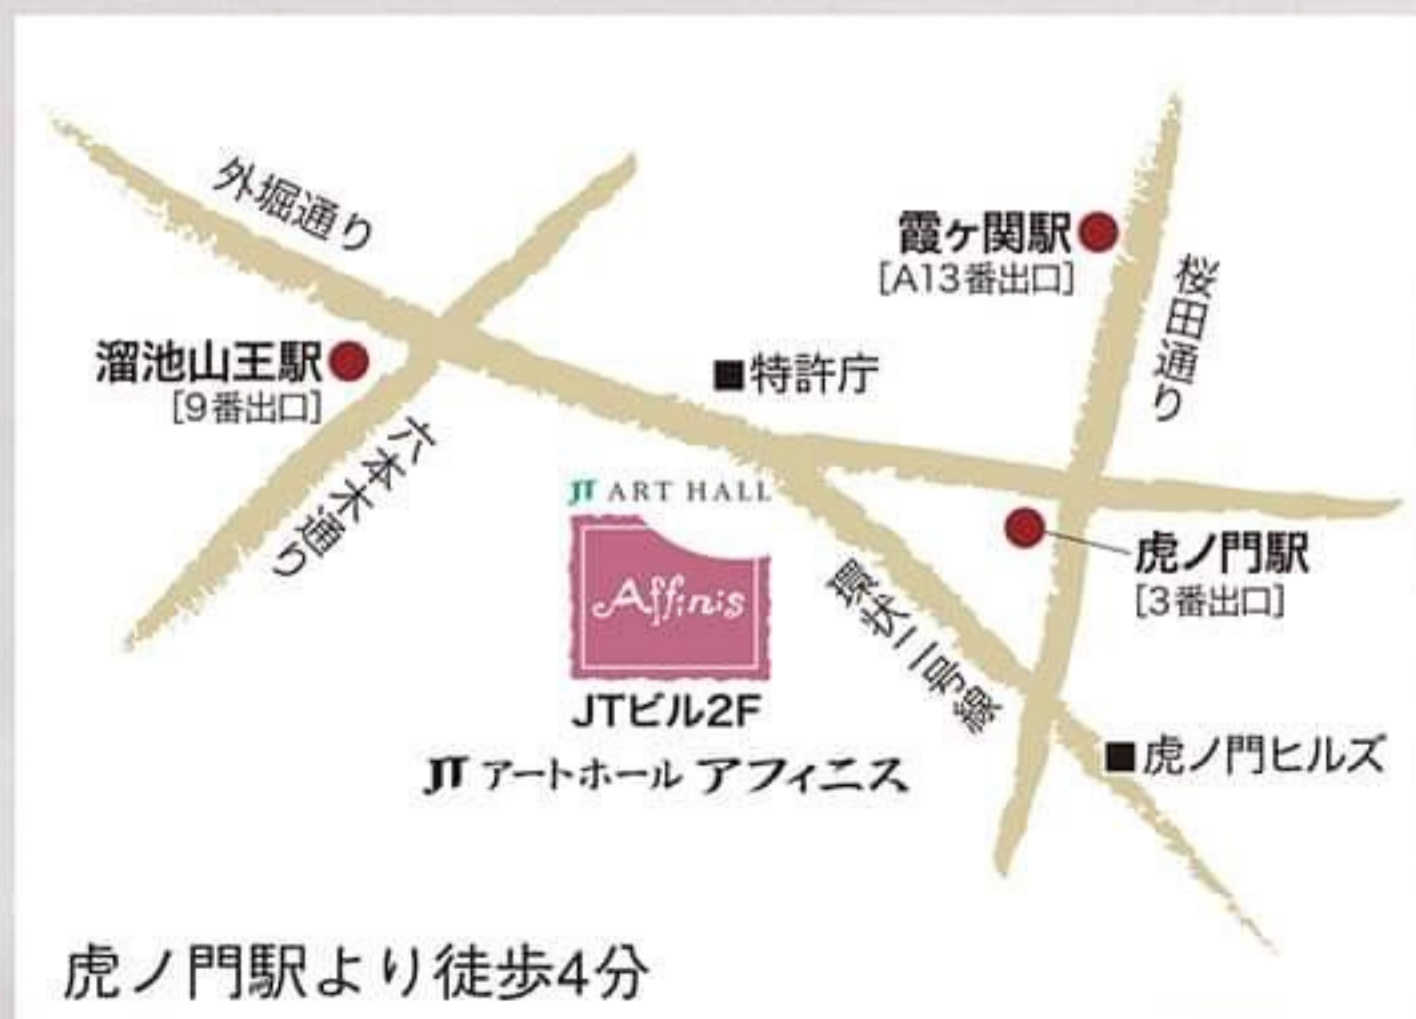 外堀通り
霞ヶ関駅
[A13番出口]
桜田通り
溜池山王駅
[9番出口]
■特許庁
六本木通り
JT ART HALL
Affinis
JTビル2F
JT アートホール アフィニス
環状二号線
虎ノ門駅
[3番出口]
■虎ノ門ヒルズ
虎ノ門駅より徒歩4分